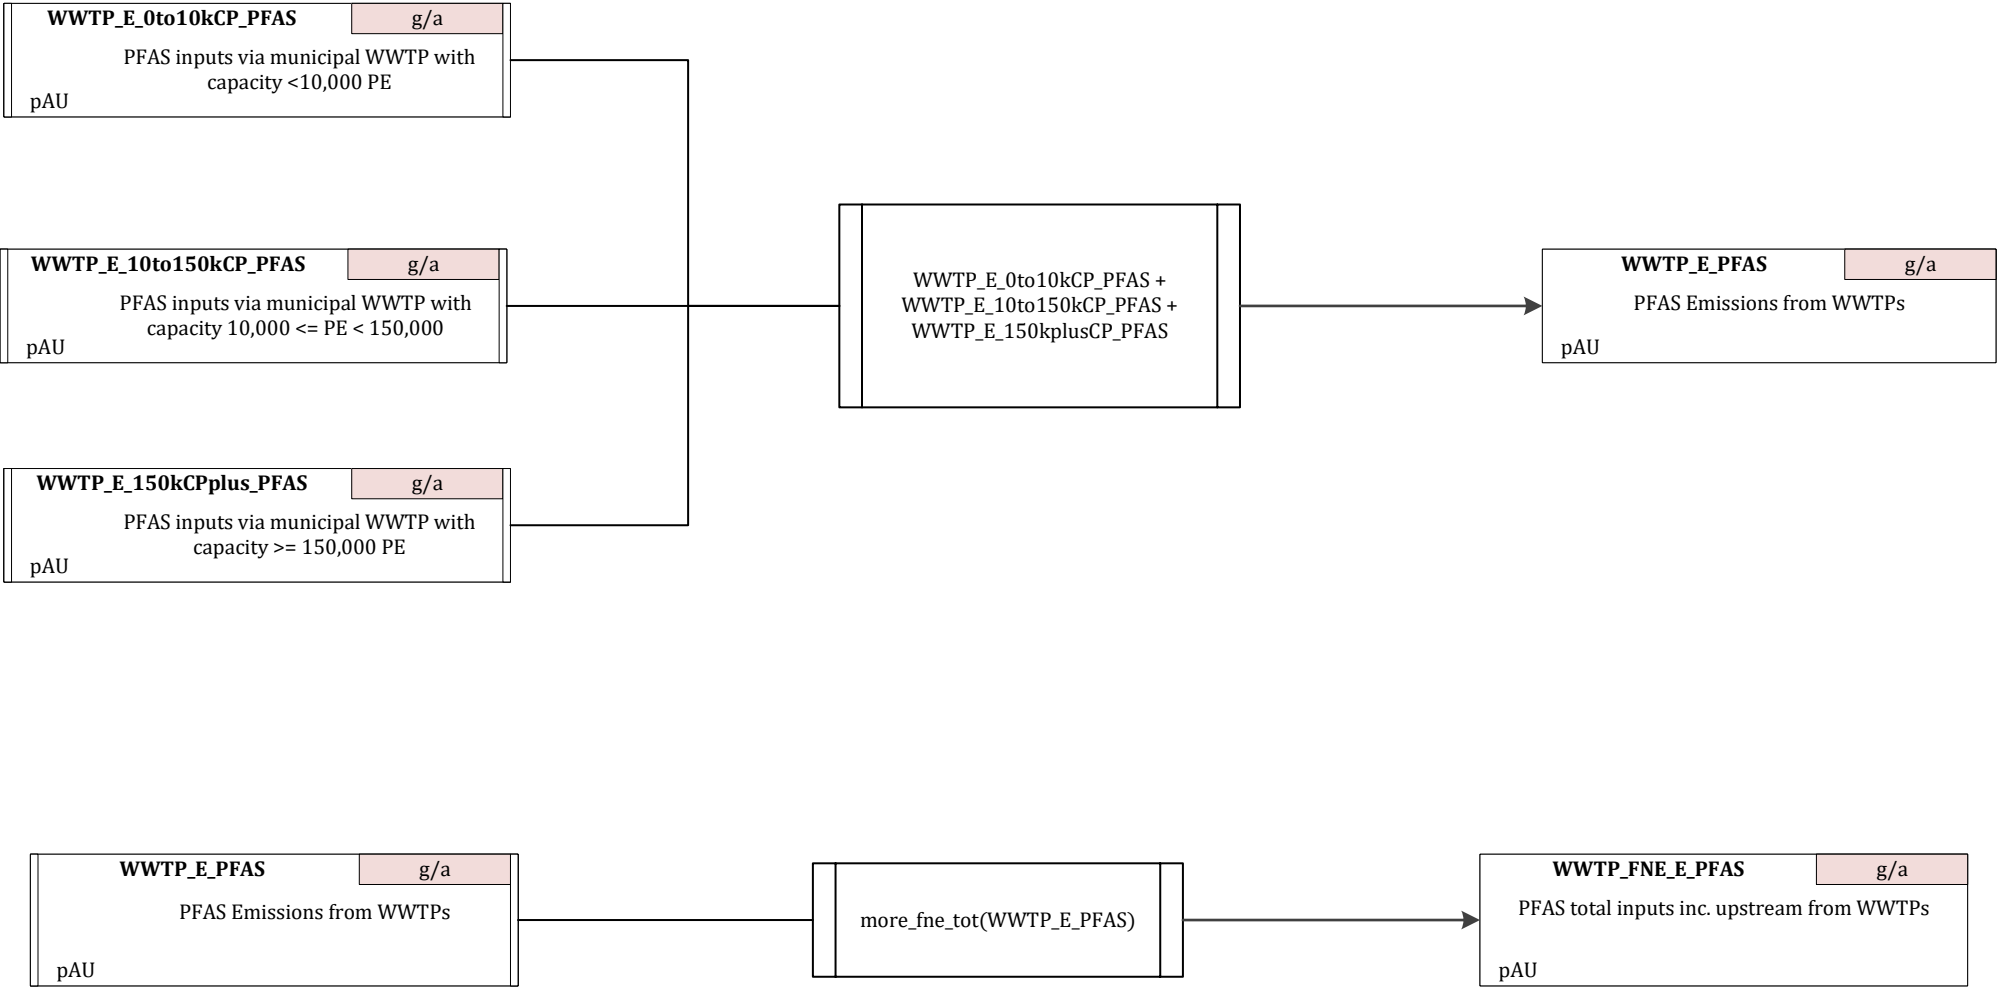 WWTP_E_0to10kCP_PFAS
g/a
PFAS inputs via municipal WWTP with
capacity <10,000 PE
pAU
WWTP_E_10to150kCP_PFAS
g/a
PFAS inputs via municipal WWTP with
capacity 10,000 <= PE < 150,000
pAU
WWTP_E_150kCPplus_PFAS
g/a
PFAS inputs via municipal WWTP with
capacity >= 150,000 PE
pAU
WWTP_E_0to10kCP_PFAS +
WWTP_E_10to150kCP_PFAS +
WWTP_E_150kplusCP_PFAS
WWTP_E_PFAS
g/a
PFAS Emissions from WWTPs
pAU
WWTP_E_PFAS
g/a
PFAS Emissions from WWTPs
pAU
more_fne_tot(WWTP_E_PFAS)
WWTP_FNE_E_PFAS
g/a
PFAS total inputs inc. upstream from WWTPs
pAU